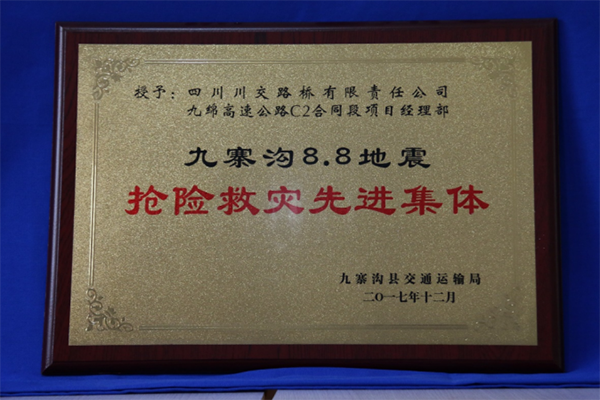 授予：四川川交路桥有限责任公司
九绵高速公路C2合同段项目经理部
九寨沟8.8地震
抢险救灾先进集体
九寨沟县交通运输局
二〇一七年十二月